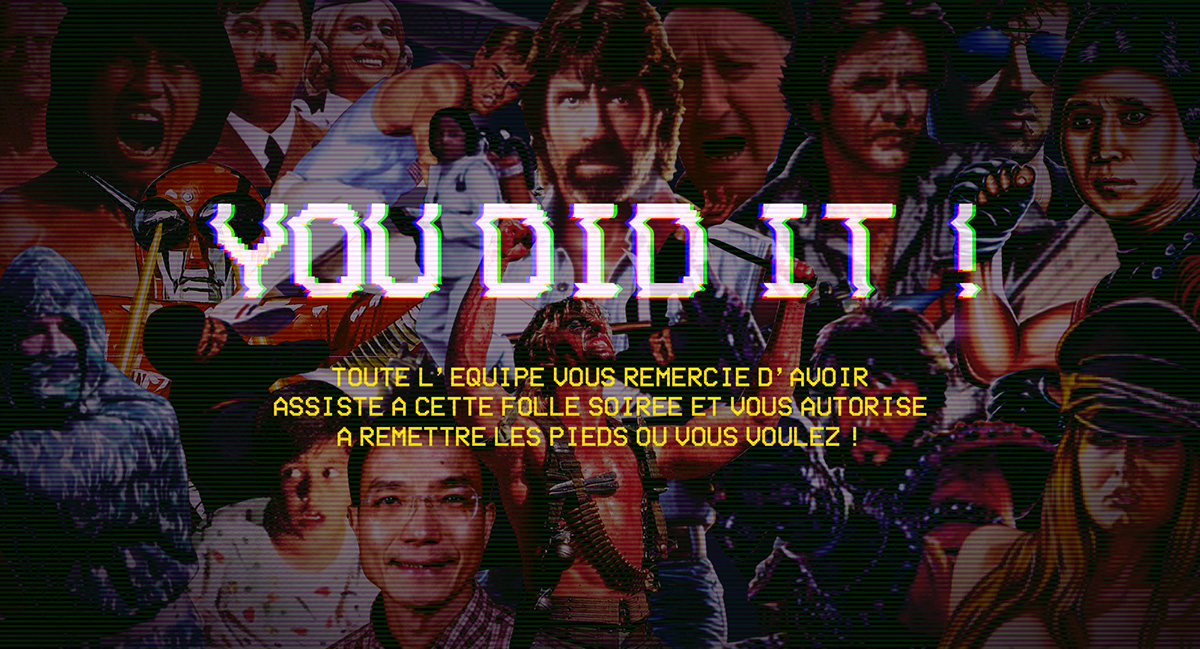 YOU DID IT !
TOUTE L'EQUIPE VOUS REMERCIE D'AVOIR
ASSISTE A CETTE FOLLE SOIREE ET VOUS AUTORISE
A REMETTRE LES PIEDS OU VOUS VOULEZ !